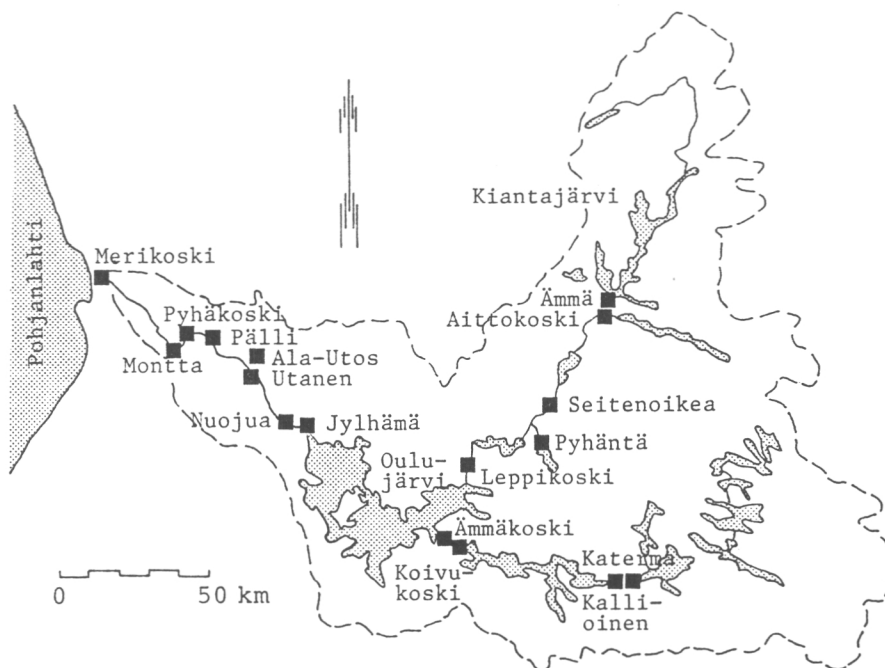 Kiantajärvi
Pohjanlahti
Merikoski
Ämmä
Aittokoski
Pyhäkoski
Pälli
Montta
Ala-Utos
Utanen
Seitenoikea
Nuojua
Jylhämä
Pyhäntä
Oulu-
järvi
Leppikoski
Ämmäkoski
Koivu-
koski
Katerma
Kalli-
oinen
0 50 km